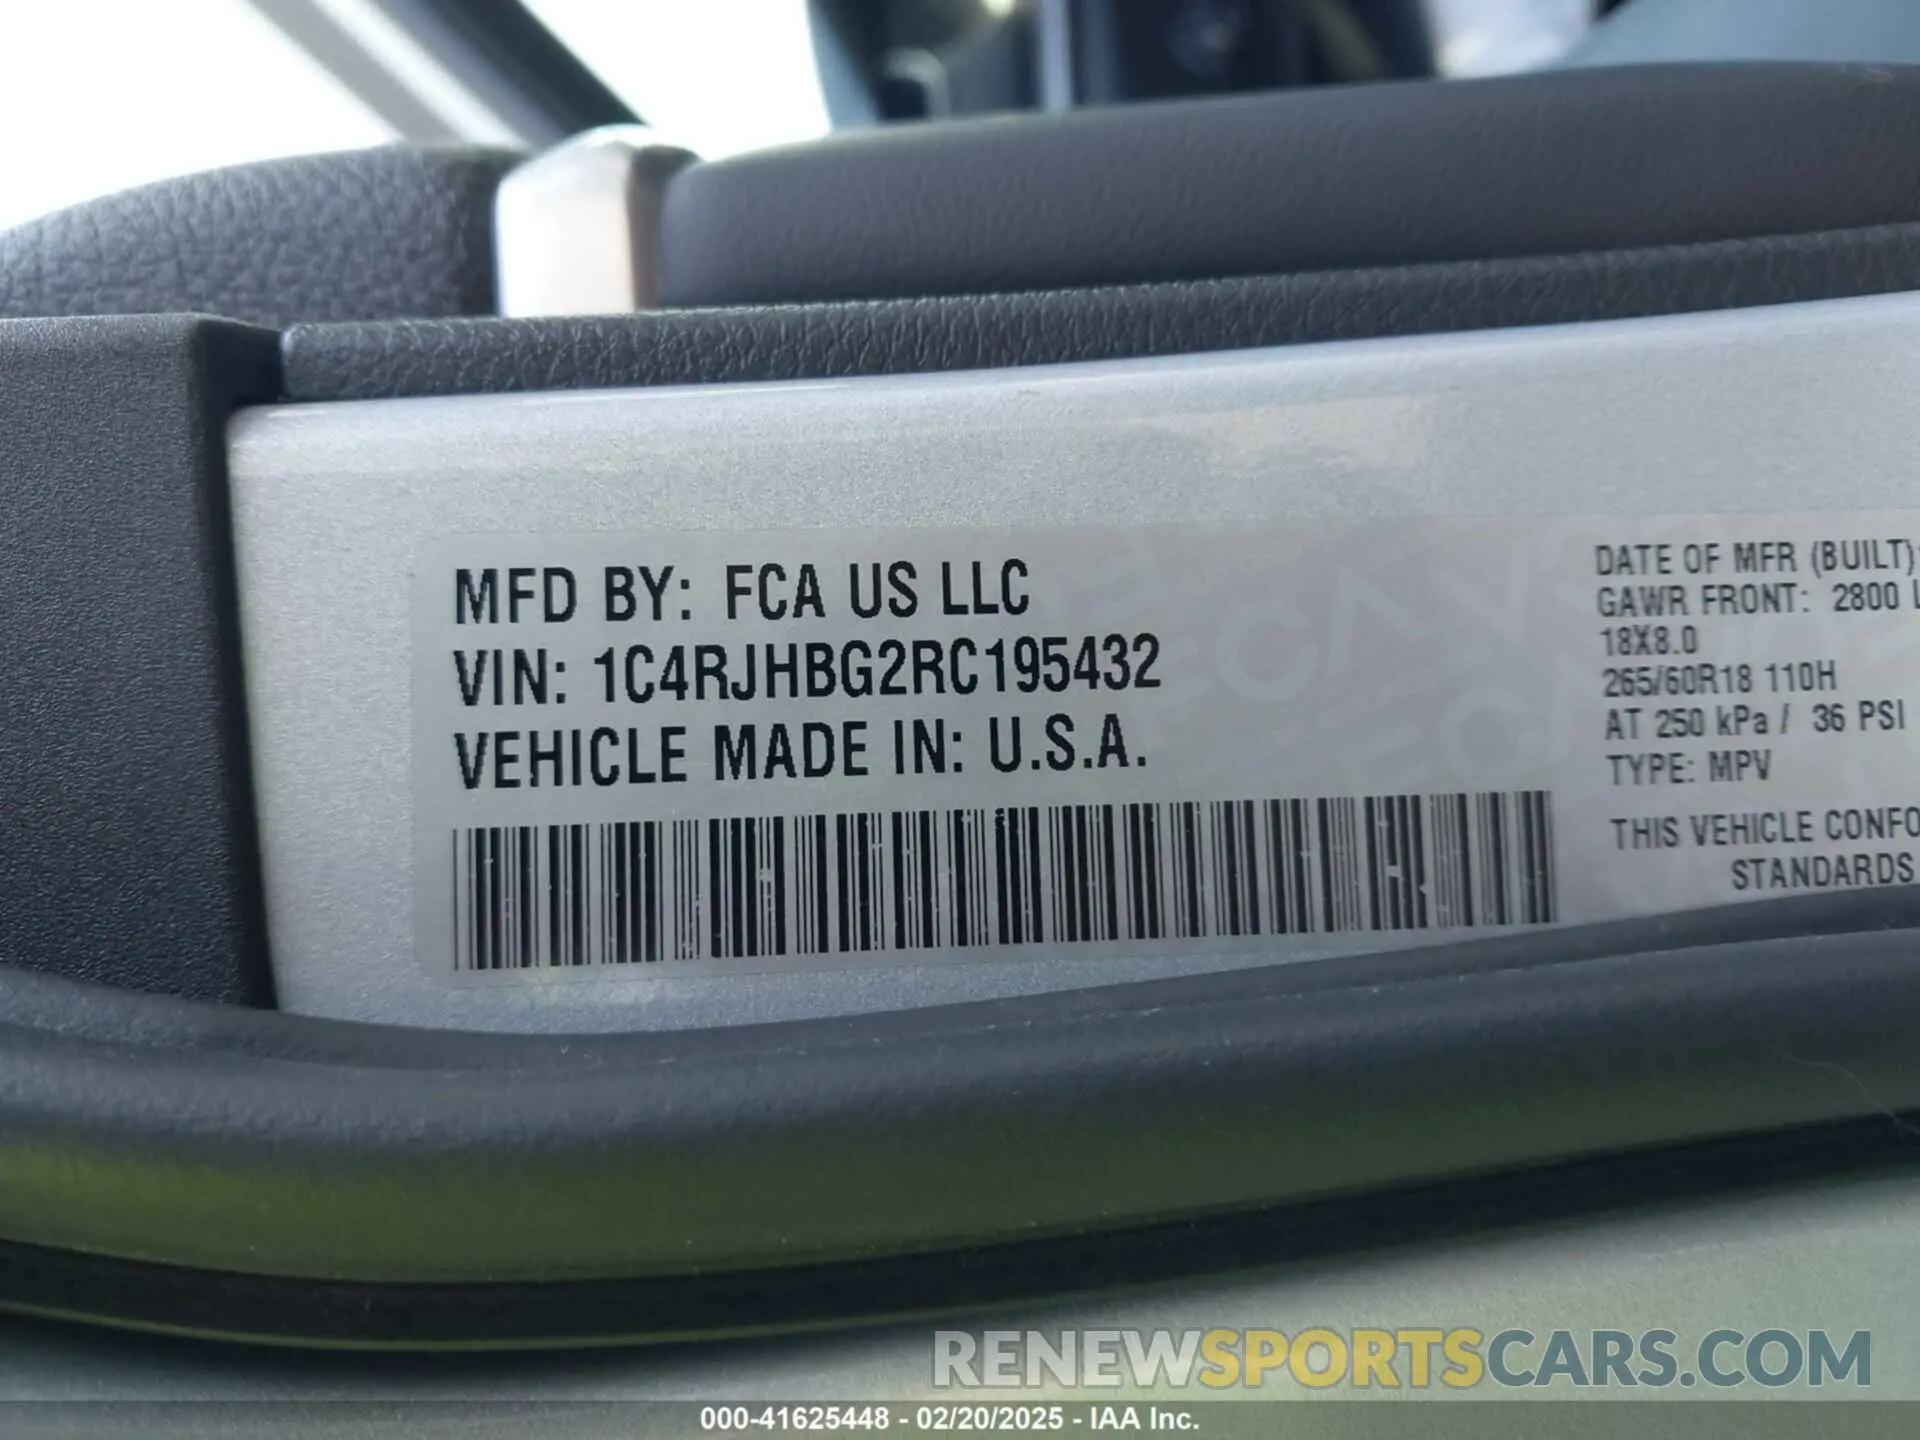 MFD BY: FCA US LLC
VIN: 1C4RJHBG2RC195432
VEHICLE MADE IN: U.S.A.
DATE OF MFR (BUILT):
GAWR FRONT: 2800 L
18X8.0
265/60R18 110H
AT 250 kPa / 36 PSI
TYPE: MPV
THIS VEHICLE CONFO
STANDARDS
RENEWSPORTSCARS.COM
000-41625448 - 02/20/2025 - IAA Inc.